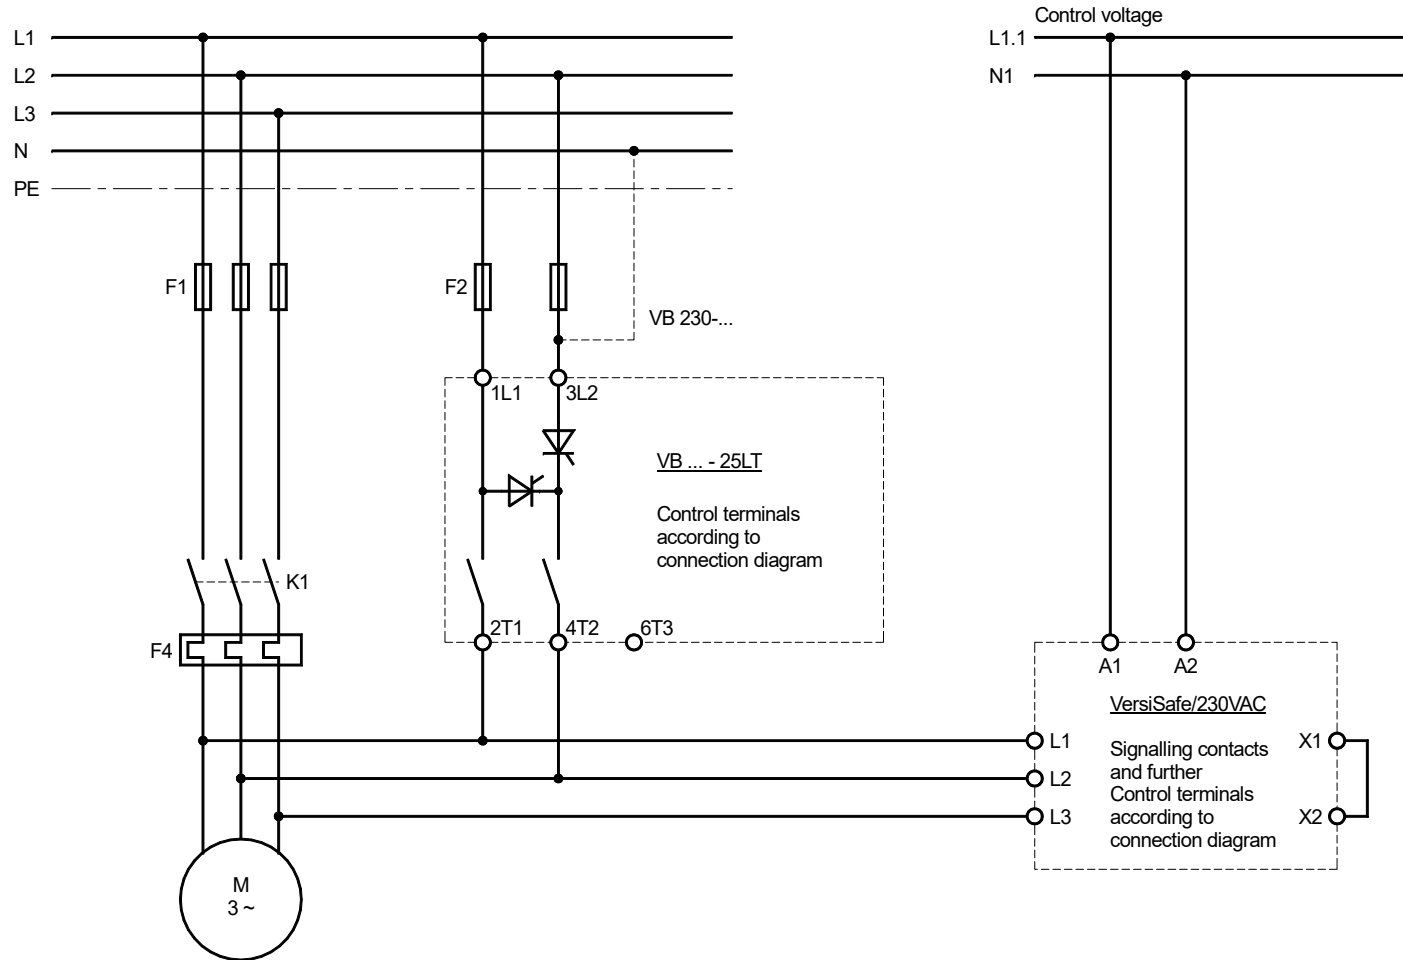 Control voltage
L1
L1.1
L2
N1
L3
N
PE
F1
F2
VB 230-...
1L1
3L2
VB ... - 25LT
Control terminals
according to
connection diagram
K1
2T1
4T2
6T3
F4
A1
A2
VersiSafe/230VAC
L1
L2
L3
Signalling contacts
and further
Control terminals
according to
connection diagram
X1
X2
M
3 ~